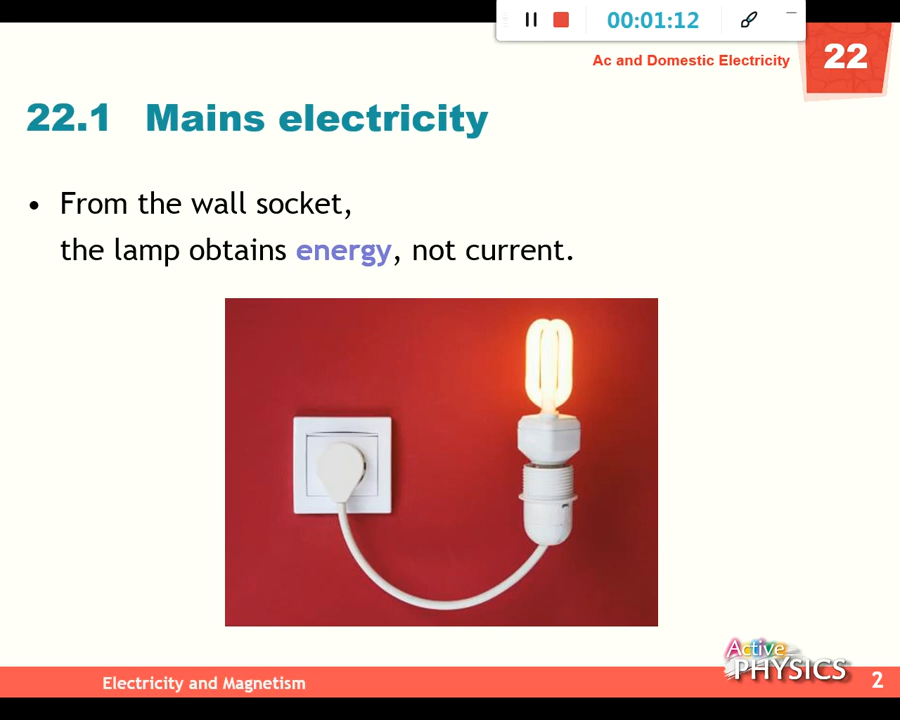 00:01:12
Ac and Domestic Electricity
22
22.1 Mains electricity
• From the wall socket,
the lamp obtains energy, not current.
Active
PHYSICS
Electricity and Magnetism
2